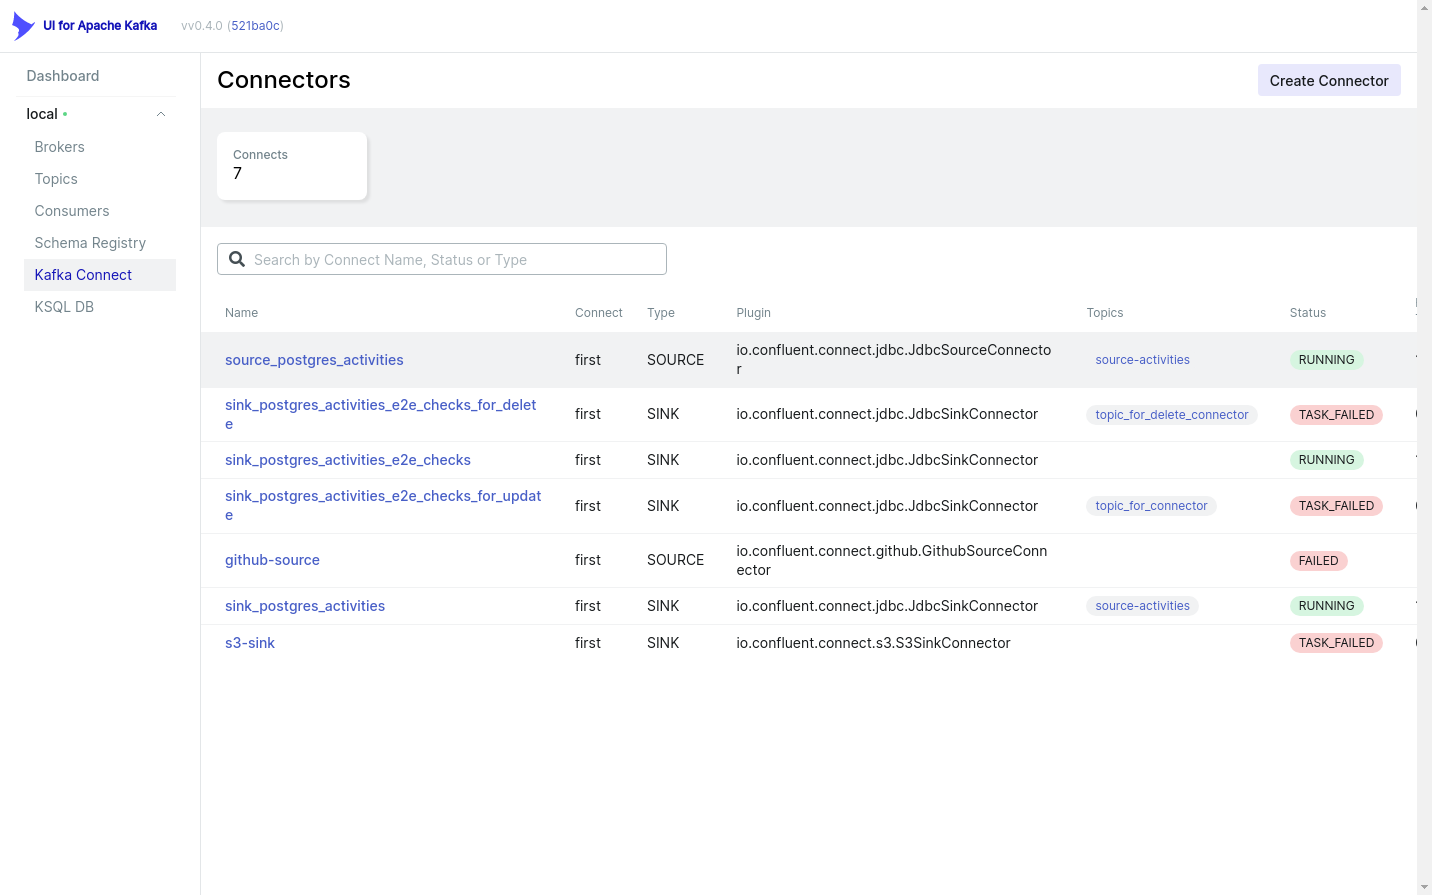 UI for Apache Kafka vv0.4.0 (521ba0c)
Dashboard
local
Brokers
Topics
Consumers
Schema Registry
Kafka Connect
KSQL DB
Connectors
Create Connector
Connects
7
Search by Connect Name, Status or Type
Name Connect Type Plugin Topics Status
source_postgres_activities first SOURCE io.confluent.connect.jdbc.JdbcSourceConnecto
r source-activities RUNNING
sink_postgres_activities_e2e_checks_for_delet
e first SINK io.confluent.connect.jdbc.JdbcSinkConnector topic_for_delete_connector TASK_FAILED
sink_postgres_activities_e2e_checks first SINK io.confluent.connect.jdbc.JdbcSinkConnector RUNNING
sink_postgres_activities_e2e_checks_for_updat
e first SINK io.confluent.connect.jdbc.JdbcSinkConnector topic_for_connector TASK_FAILED
github-source first SOURCE io.confluent.connect.github.GithubSourceConn
ector FAILED
sink_postgres_activities first SINK io.confluent.connect.jdbc.JdbcSinkConnector source-activities RUNNING
s3-sink first SINK io.confluent.connect.s3.S3SinkConnector TASK_FAILED